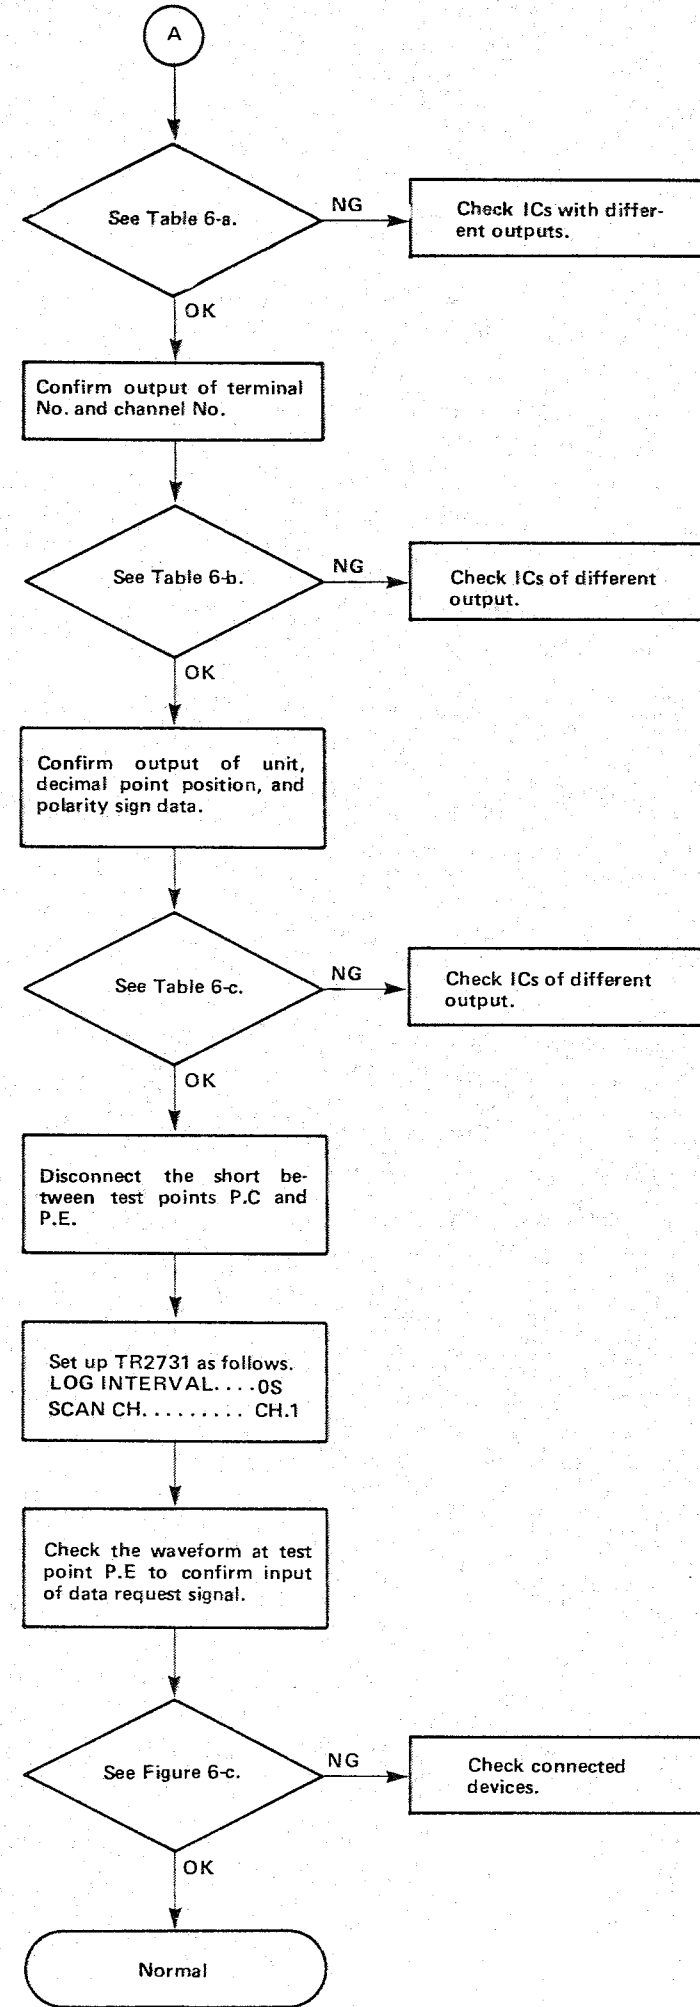 A
See Table 6-a.
NG
Check ICs with differ-
ent outputs.
OK
Confirm output of terminal
No. and channel No.
See Table 6-b.
NG
Check ICs of different
output.
OK
Confirm output of unit,
decimal point position, and
polarity sign data.
See Table 6-c.
NG
Check ICs of different
output.
OK
Disconnect the short be-
tween test points P.C and
P.E.
Set up TR2731 as follows.
LOG INTERVAL....0S
SCAN CH......... CH.1
Check the waveform at test
point P.E to confirm input
of data request signal.
See Figure 6-c.
NG
Check connected
devices.
OK
Normal